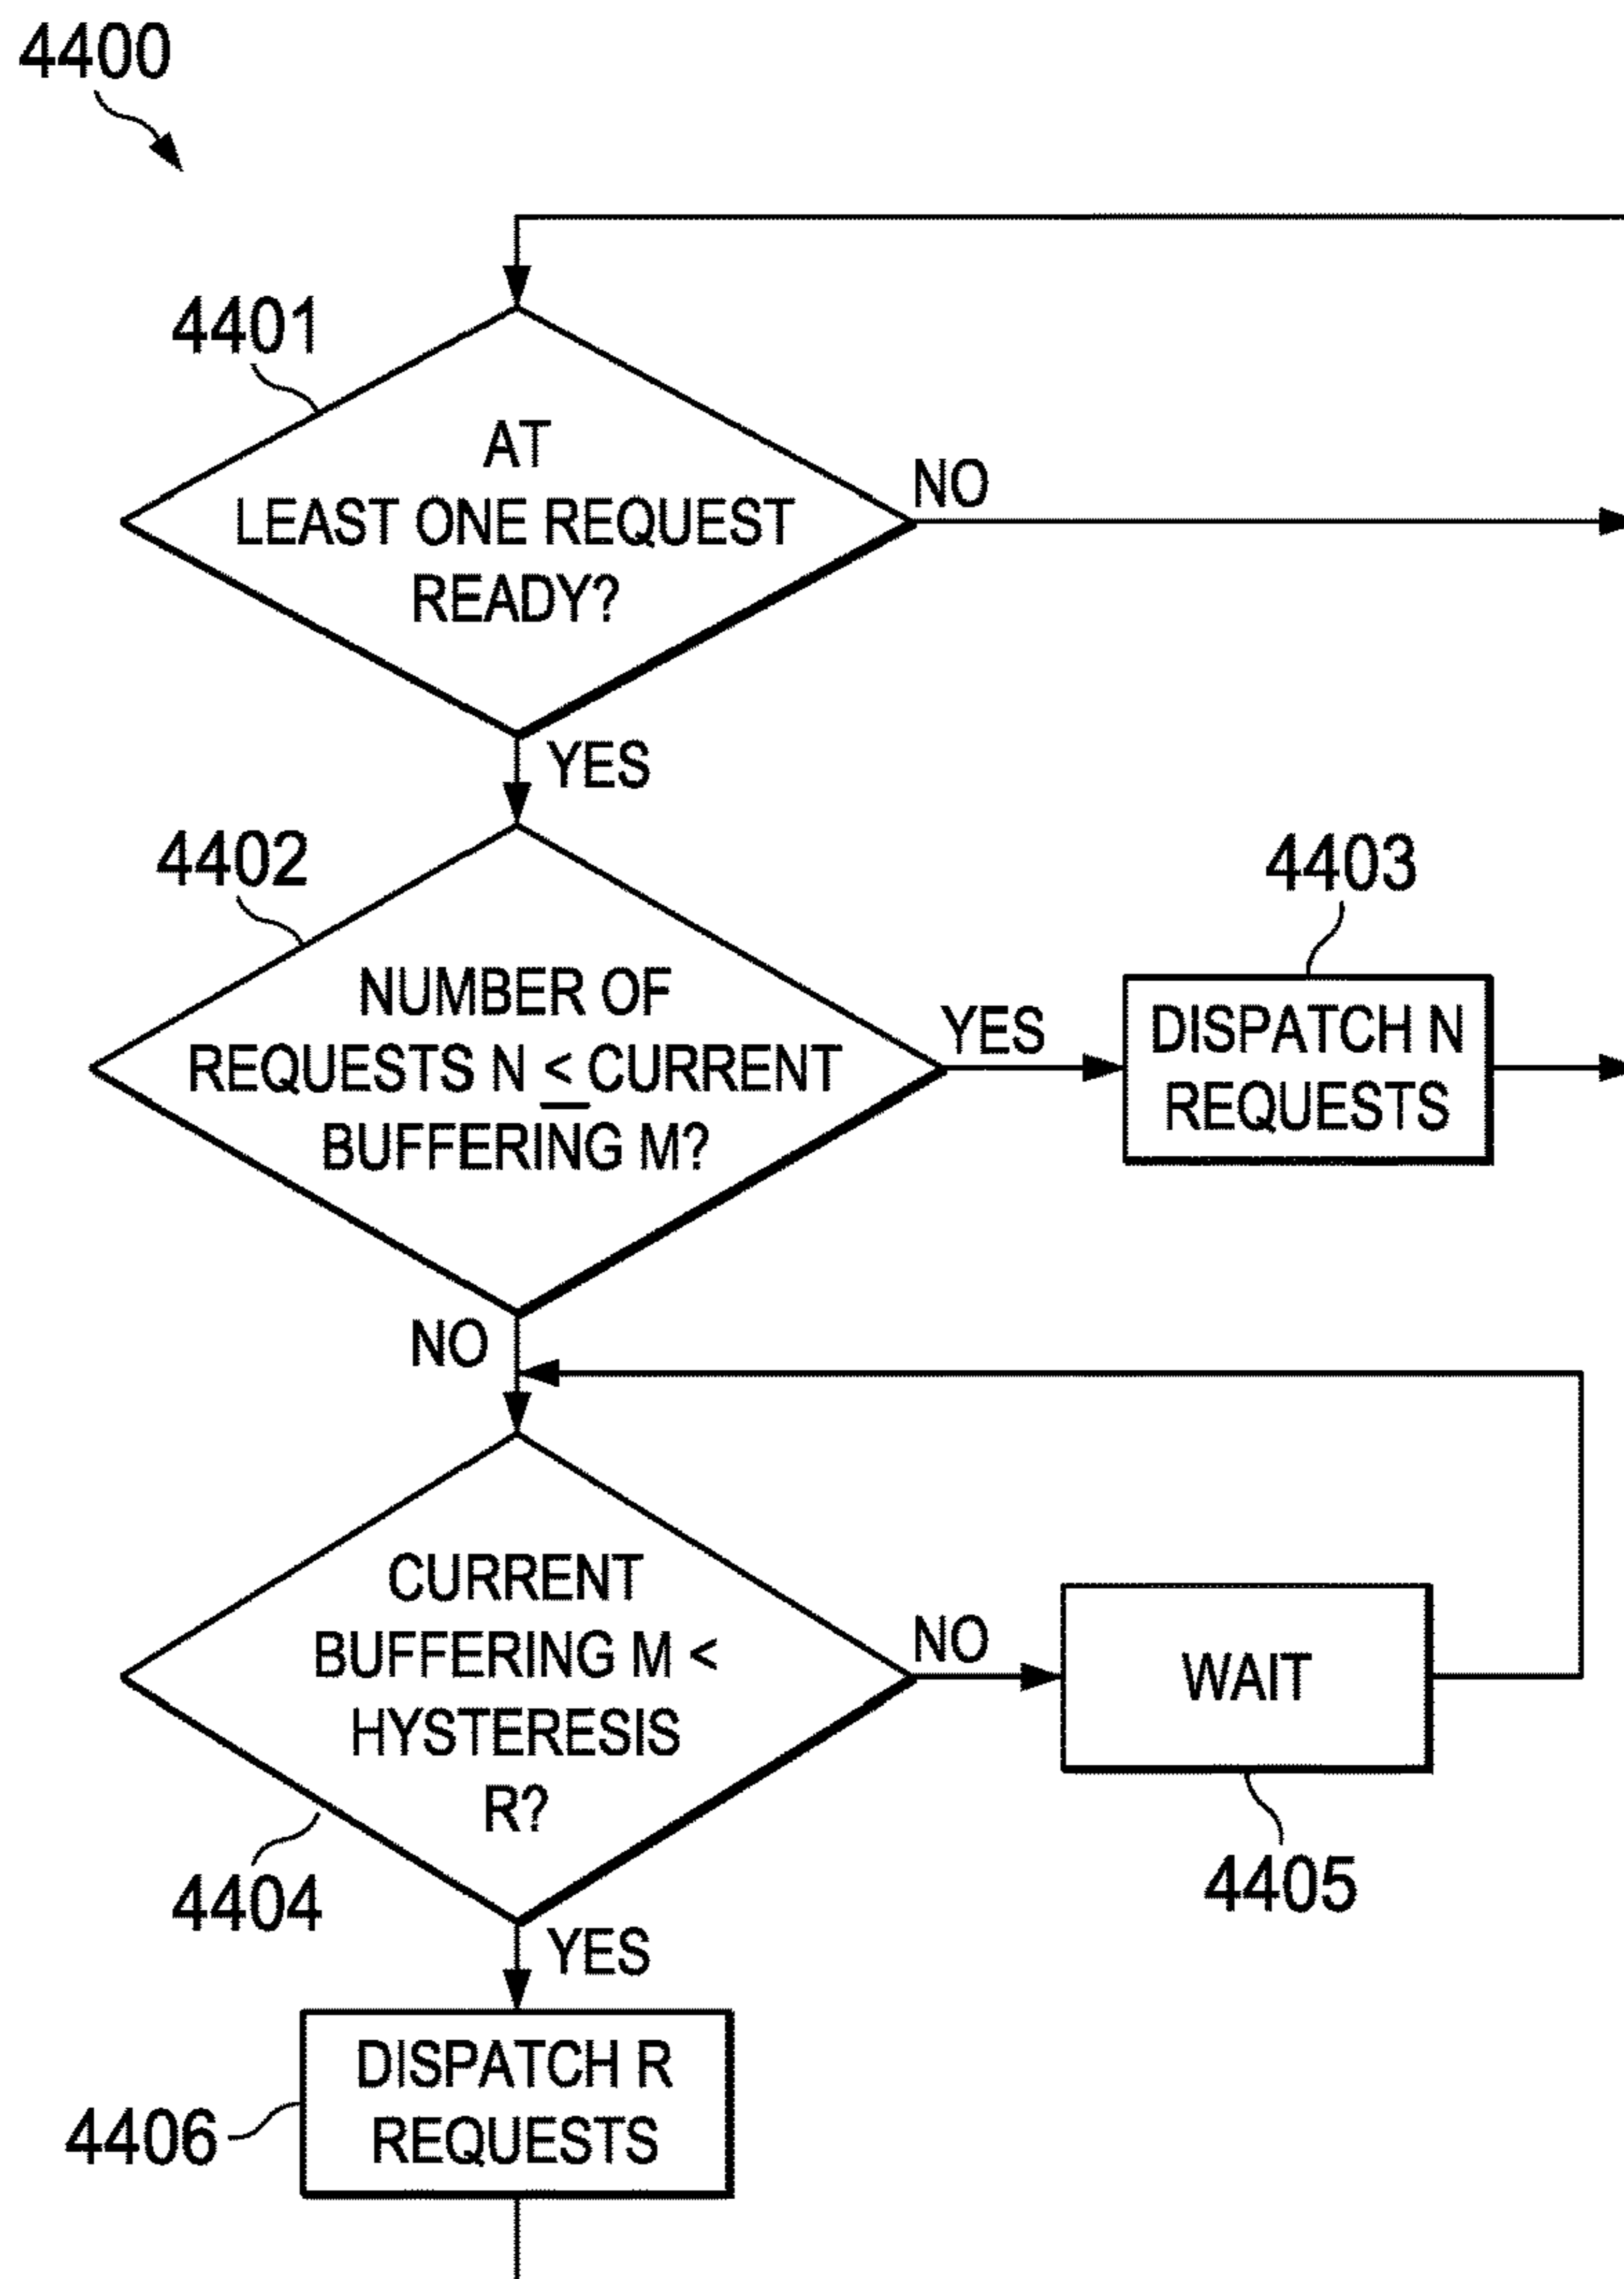 4400
4401
AT
LEAST ONE REQUEST
READY?
NO
YES
4402
NUMBER OF
REQUESTS N ≤ CURRENT
BUFFERING M?
YES
4403
DISPATCH N
REQUESTS
NO
CURRENT
BUFFERING M <
HYSTERESIS
R?
NO
WAIT
4404
4405
YES
DISPATCH R
REQUESTS
4406